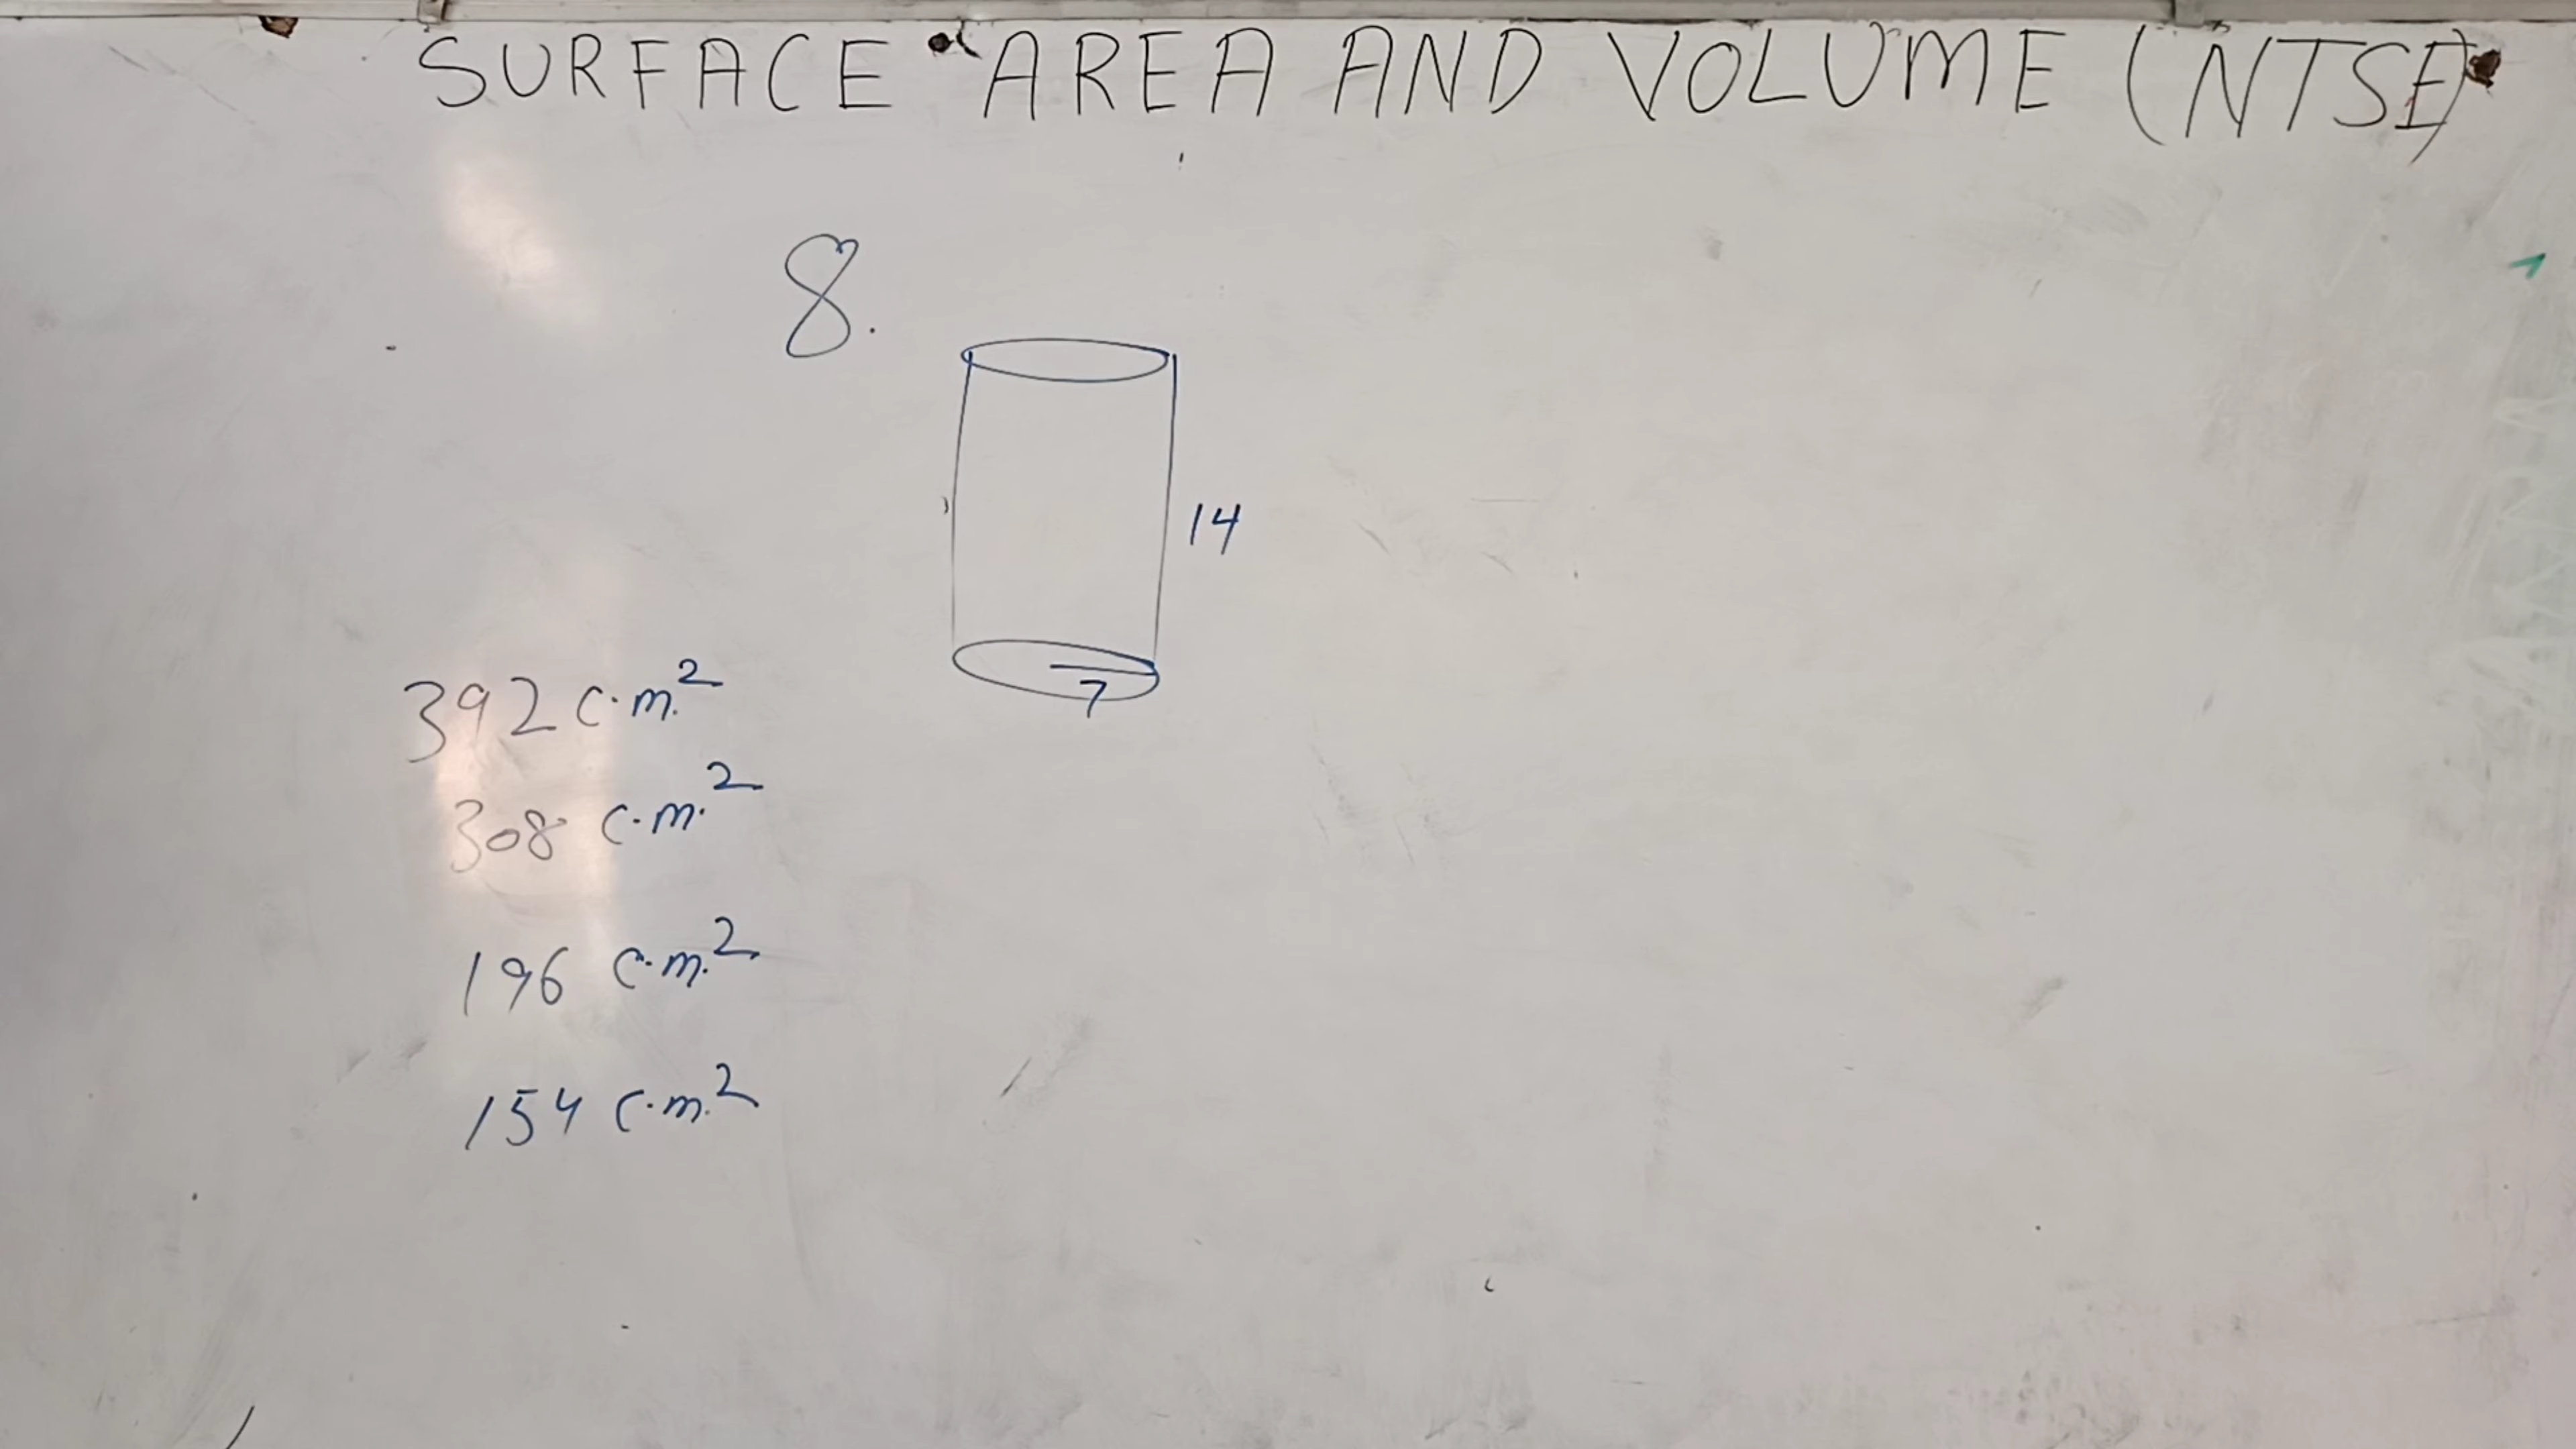 SURFACE AREA AND VOLUME (NTSE)
8.
14
7
392 c.m.²
308 c.m.²
196 c.m.²
154 c.m.²